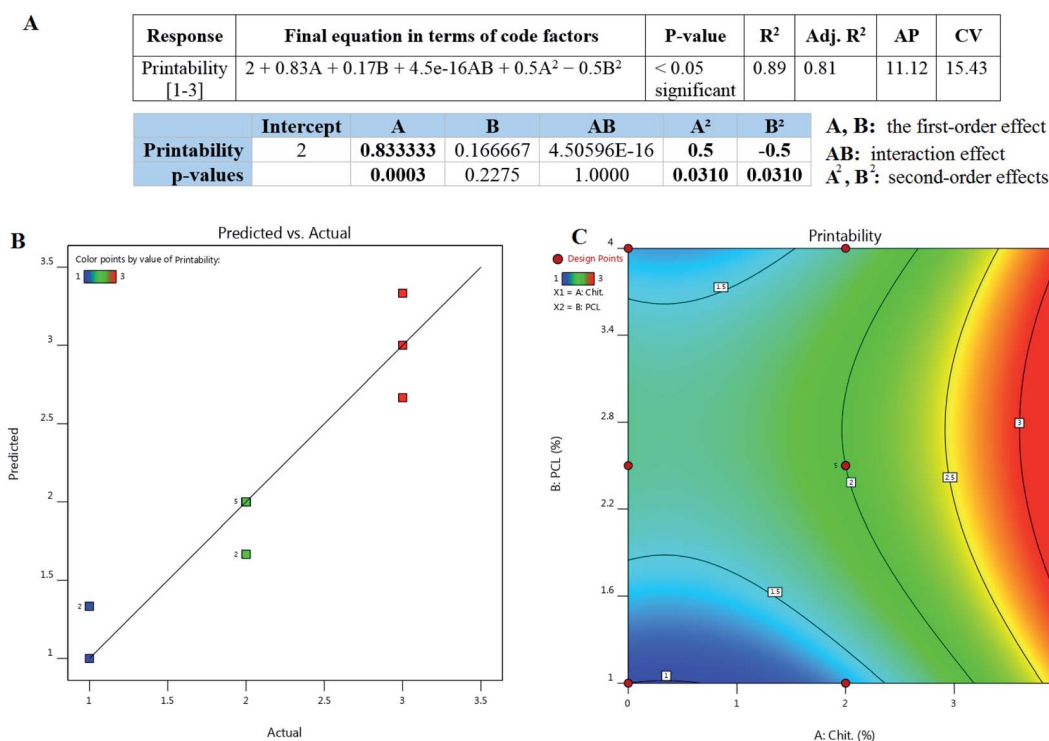 A
Response Final equation in terms of code factors P-value R² Adj. R² AP CV
Printability 2 + 0.83A + 0.17B + 4.5e-16AB + 0.5A² − 0.5B² < 0.05 0.89 0.81 11.12 15.43
[1-3] significant
Intercept A B AB A² B²
Printability 2 0.833333 0.166667 4.50596E-16 0.5 -0.5
p-values 0.0003 0.2275 1.0000 0.0310 0.0310
A, B: the first-order effect
AB: interaction effect
A², B²: second-order effects
B
Predicted vs. Actual
Color points by value of Printability:
1 3
3.5
3
2.5
2
1.5
1
5
2
2
Predicted
1 1.5 2 2.5 3 3.5
Actual
C
Printability
Design Points
1 3
X1 = A: Chit.
X2 = B: PCL
4
3.4
2.8
2.2
1.6
1
B: PCL (%)
1.5
3
5
2
2.5
1.5
1
0 1 2 3
A: Chit. (%)